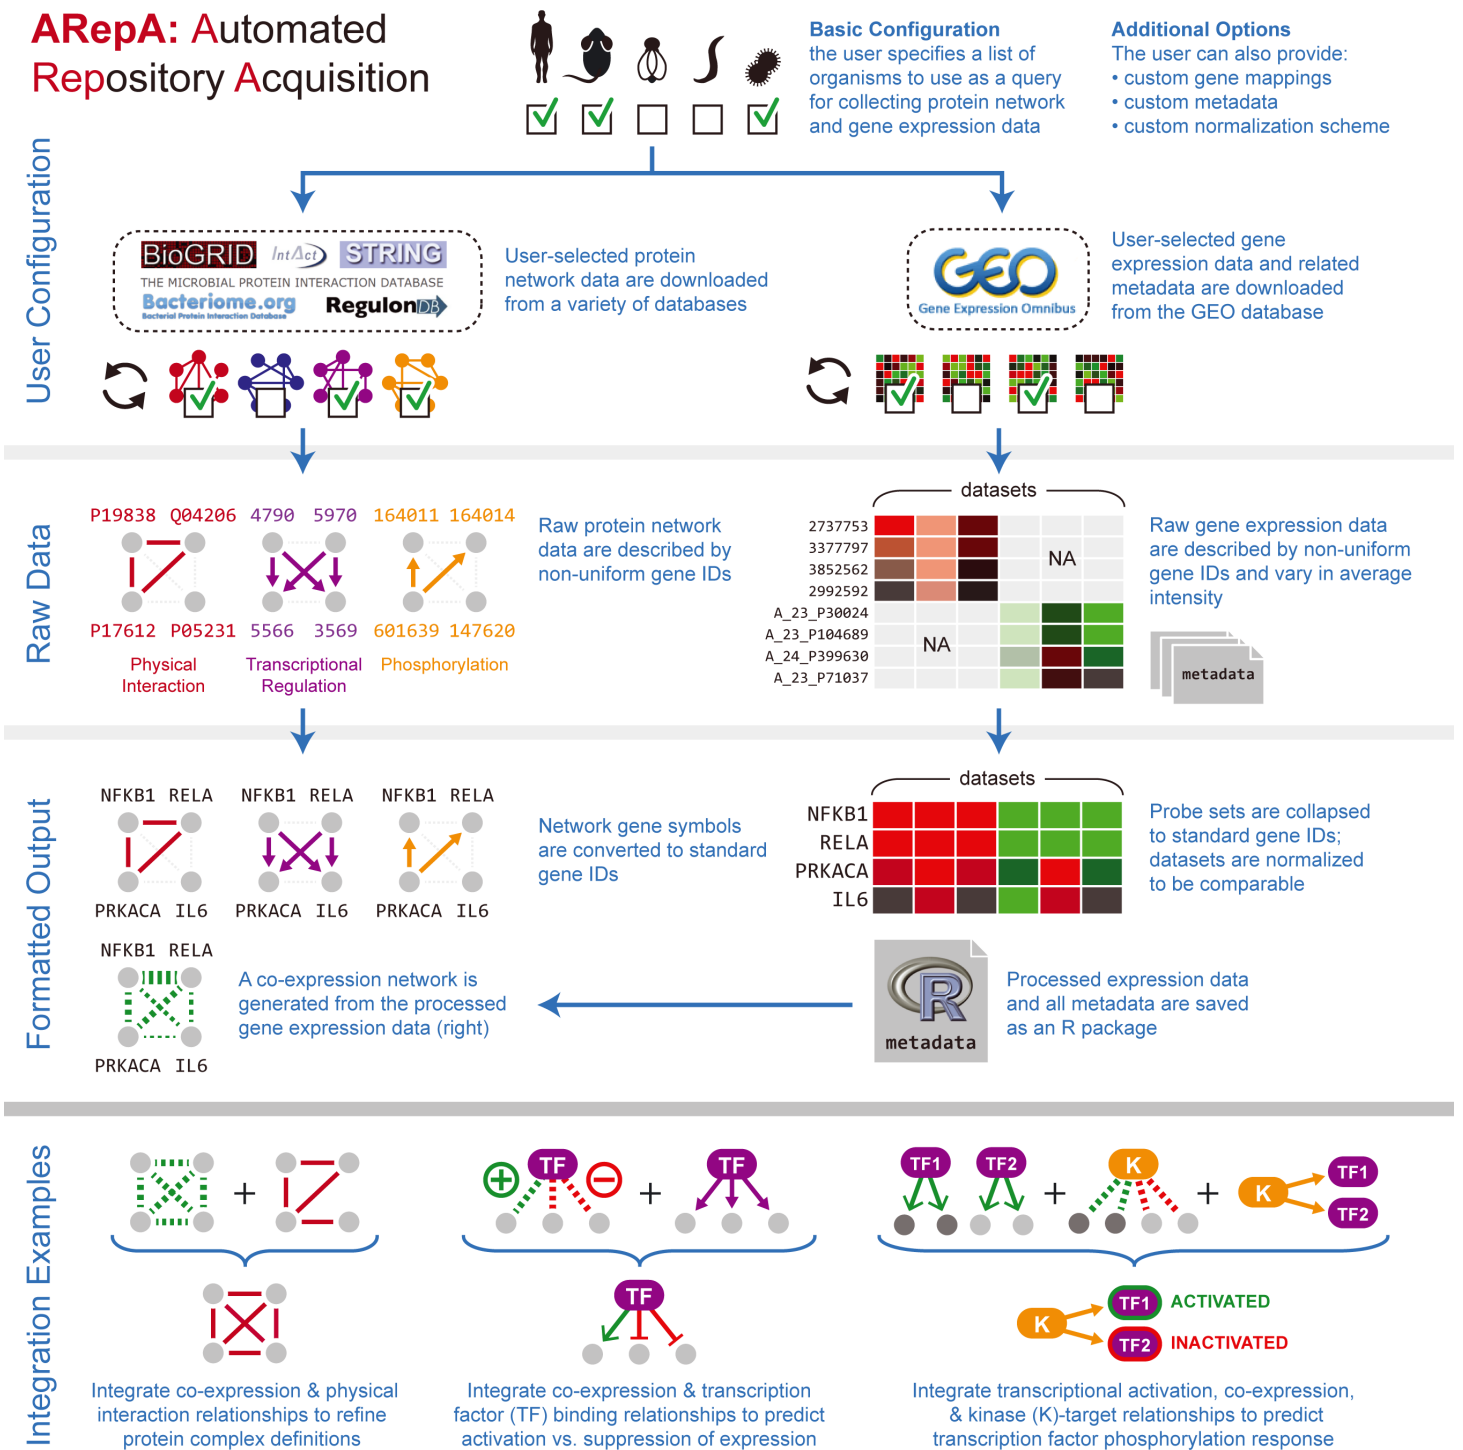 ARepA: Automated
Repository Acquisition
Basic Configuration
the user specifies a list of
organisms to use as a query
for collecting protein network
and gene expression data
Additional Options
The user can also provide:
• custom gene mappings
• custom metadata
• custom normalization scheme
User Configuration
BioGRID IntAct STRING
THE MICROBIAL PROTEIN INTERACTION DATABASE
Bacteriome.org
Bacterial Protein Interaction Database
RegulonDB
User-selected protein
network data are downloaded
from a variety of databases
GEO
Gene Expression Omnibus
User-selected gene
expression data and related
metadata are downloaded
from the GEO database
Raw Data
P19838 Q04206 4790 5970 164011 164014
P17612 P05231 5566 3569 601639 147620
Physical
Interaction
Transcriptional
Regulation
Phosphorylation
Raw protein network
data are described by
non-uniform gene IDs
datasets
2737753
3377797
3852562
2992592
A_23_P30024
A_23_P104689
A_24_P399630
A_23_P71037
NA
NA
Raw gene expression data
are described by non-uniform
gene IDs and vary in average
intensity
metadata
Formatted Output
NFKB1 RELA NFKB1 RELA NFKB1 RELA
PRKACA IL6 PRKACA IL6 PRKACA IL6
Network gene symbols
are converted to standard
gene IDs
datasets
NFKB1
RELA
PRKACA
IL6
Probe sets are collapsed
to standard gene IDs;
datasets are normalized
to be comparable
NFKB1 RELA
PRKACA IL6
A co-expression network is
generated from the processed
gene expression data (right)
R
metadata
Processed expression data
and all metadata are saved
as an R package
Integration Examples
+
Integrate co-expression & physical
interaction relationships to refine
protein complex definitions
+ TF − + TF
TF
Integrate co-expression & transcription
factor (TF) binding relationships to predict
activation vs. suppression of expression
TF1 TF2 + K + K TF1
TF2
K TF1 ACTIVATED
TF2 INACTIVATED
Integrate transcriptional activation, co-expression,
& kinase (K)-target relationships to predict
transcription factor phosphorylation response